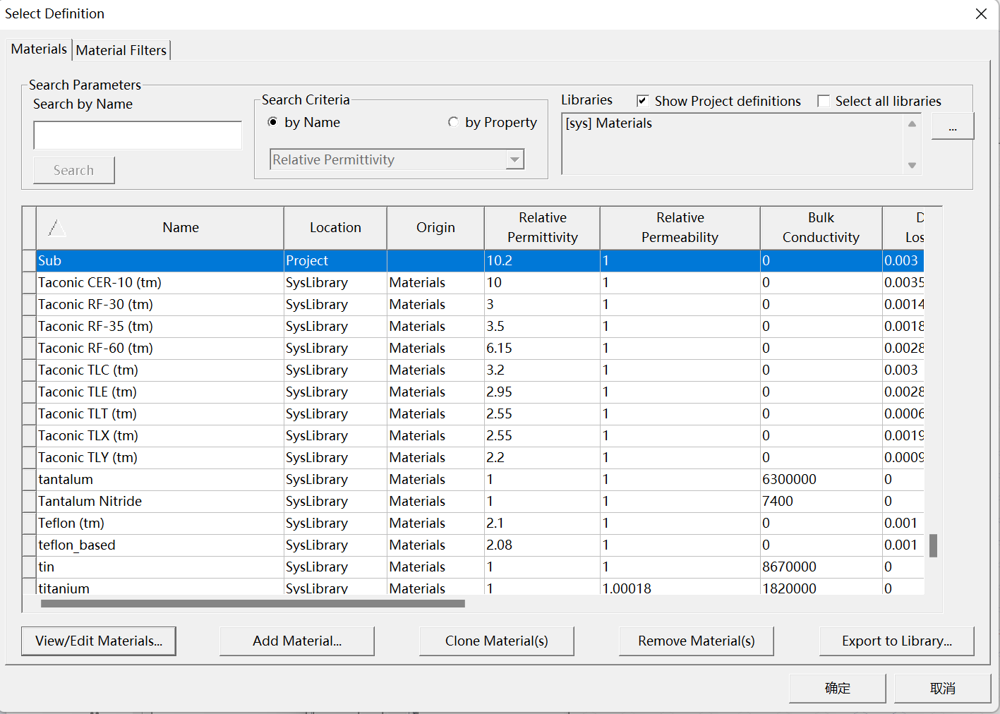 Select Definition
Materials Material Filters
Search Parameters
Search by Name
Search
Search Criteria
by Name by Property
Relative Permittivity
Libraries Show Project definitions Select all libraries
[sys] Materials
...
Name Location Origin Relative Permittivity Relative Permeability Bulk Conductivity D Los
Sub Project 10.2 1 0 0.003
Taconic CER-10 (tm) SysLibrary Materials 10 1 0 0.0035
Taconic RF-30 (tm) SysLibrary Materials 3 1 0 0.0014
Taconic RF-35 (tm) SysLibrary Materials 3.5 1 0 0.0018
Taconic RF-60 (tm) SysLibrary Materials 6.15 1 0 0.0028
Taconic TLC (tm) SysLibrary Materials 3.2 1 0 0.003
Taconic TLE (tm) SysLibrary Materials 2.95 1 0 0.0028
Taconic TLT (tm) SysLibrary Materials 2.55 1 0 0.0006
Taconic TLX (tm) SysLibrary Materials 2.55 1 0 0.0019
Taconic TLY (tm) SysLibrary Materials 2.2 1 0 0.0009
tantalum SysLibrary Materials 1 1 6300000 0
Tantalum Nitride SysLibrary Materials 1 1 7400 0
Teflon (tm) SysLibrary Materials 2.1 1 0 0.001
teflon_based SysLibrary Materials 2.08 1 0 0.001
tin SysLibrary Materials 1 1 8670000 0
titanium SysLibrary Materials 1 1.00018 1820000 0
View/Edit Materials... Add Material... Clone Material(s) Remove Material(s) Export to Library...
确定 取消